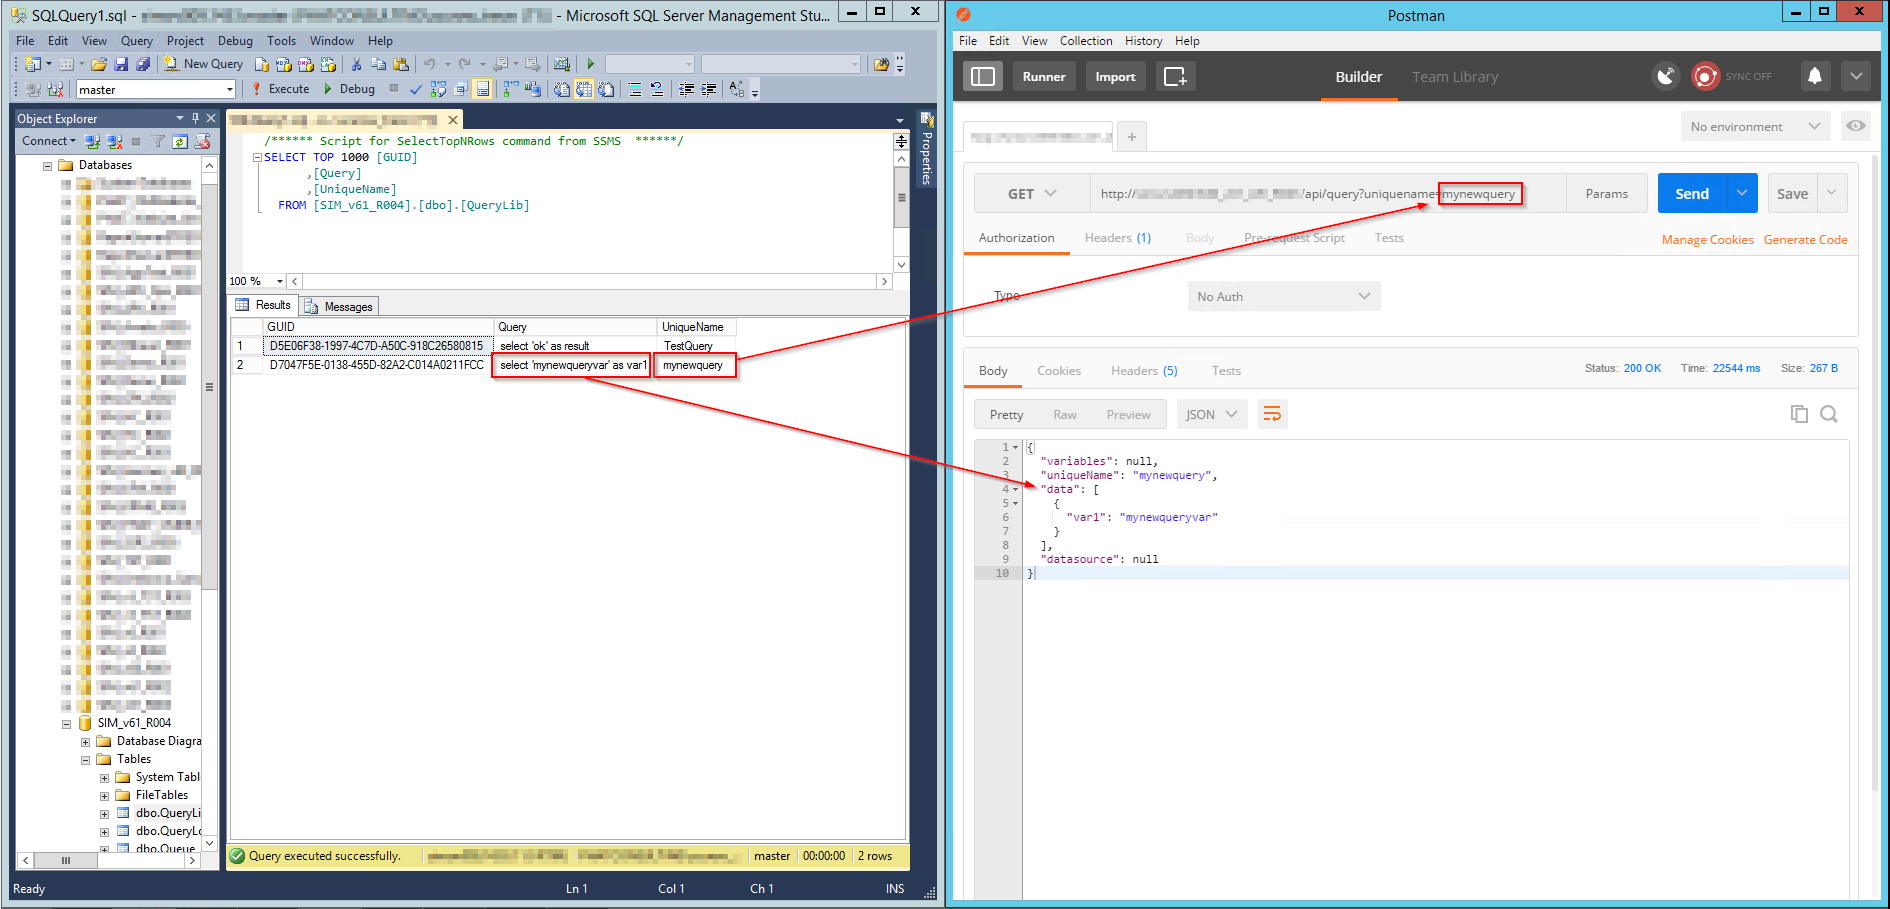 SQLQuery1.sql - - Microsoft SQL Server Management Stu...
File Edit View Query Project Debug Tools Window Help
New Query
master Execute Debug
Object Explorer
Connect
Databases
SIM_v61_R004
Database Diagra
Tables
System Tabl
FileTables
dbo.QueryLi
dbo.QueryLo
dbo.Queue
/****** Script for SelectTopNRows command from SSMS ******/
SELECT TOP 1000 [GUID]
,[Query]
,[UniqueName]
FROM [SIM_v61_R004].[dbo].[QueryLib]
Properties
100 %
Results Messages
GUID Query UniqueName
1 D5E06F38-1997-4C7D-A50C-918C26580815 select 'ok' as result TestQuery
2 D7047F5E-0138-455D-82A2-C014A0211FCC select 'mynewqueryvar' as var1 mynewquery
Query executed successfully. master 00:00:00 2 rows
Ready Ln 1 Col 1 Ch 1 INS
Postman
File Edit View Collection History Help
Runner Import Builder Team Library SYNC OFF
+ No environment
GET http:// /api/query?uniquename=mynewquery Params Send Save
Authorization Headers (1) Body Pre-request Script Tests Manage Cookies Generate Code
Type No Auth
Body Cookies Headers (5) Tests Status: 200 OK Time: 22544 ms Size: 267 B
Pretty Raw Preview JSON
1 {
2 "variables": null,
3 "uniqueName": "mynewquery",
4 "data": [
5 {
6 "var1": "mynewqueryvar"
7 }
8 ],
9 "datasource": null
10 }